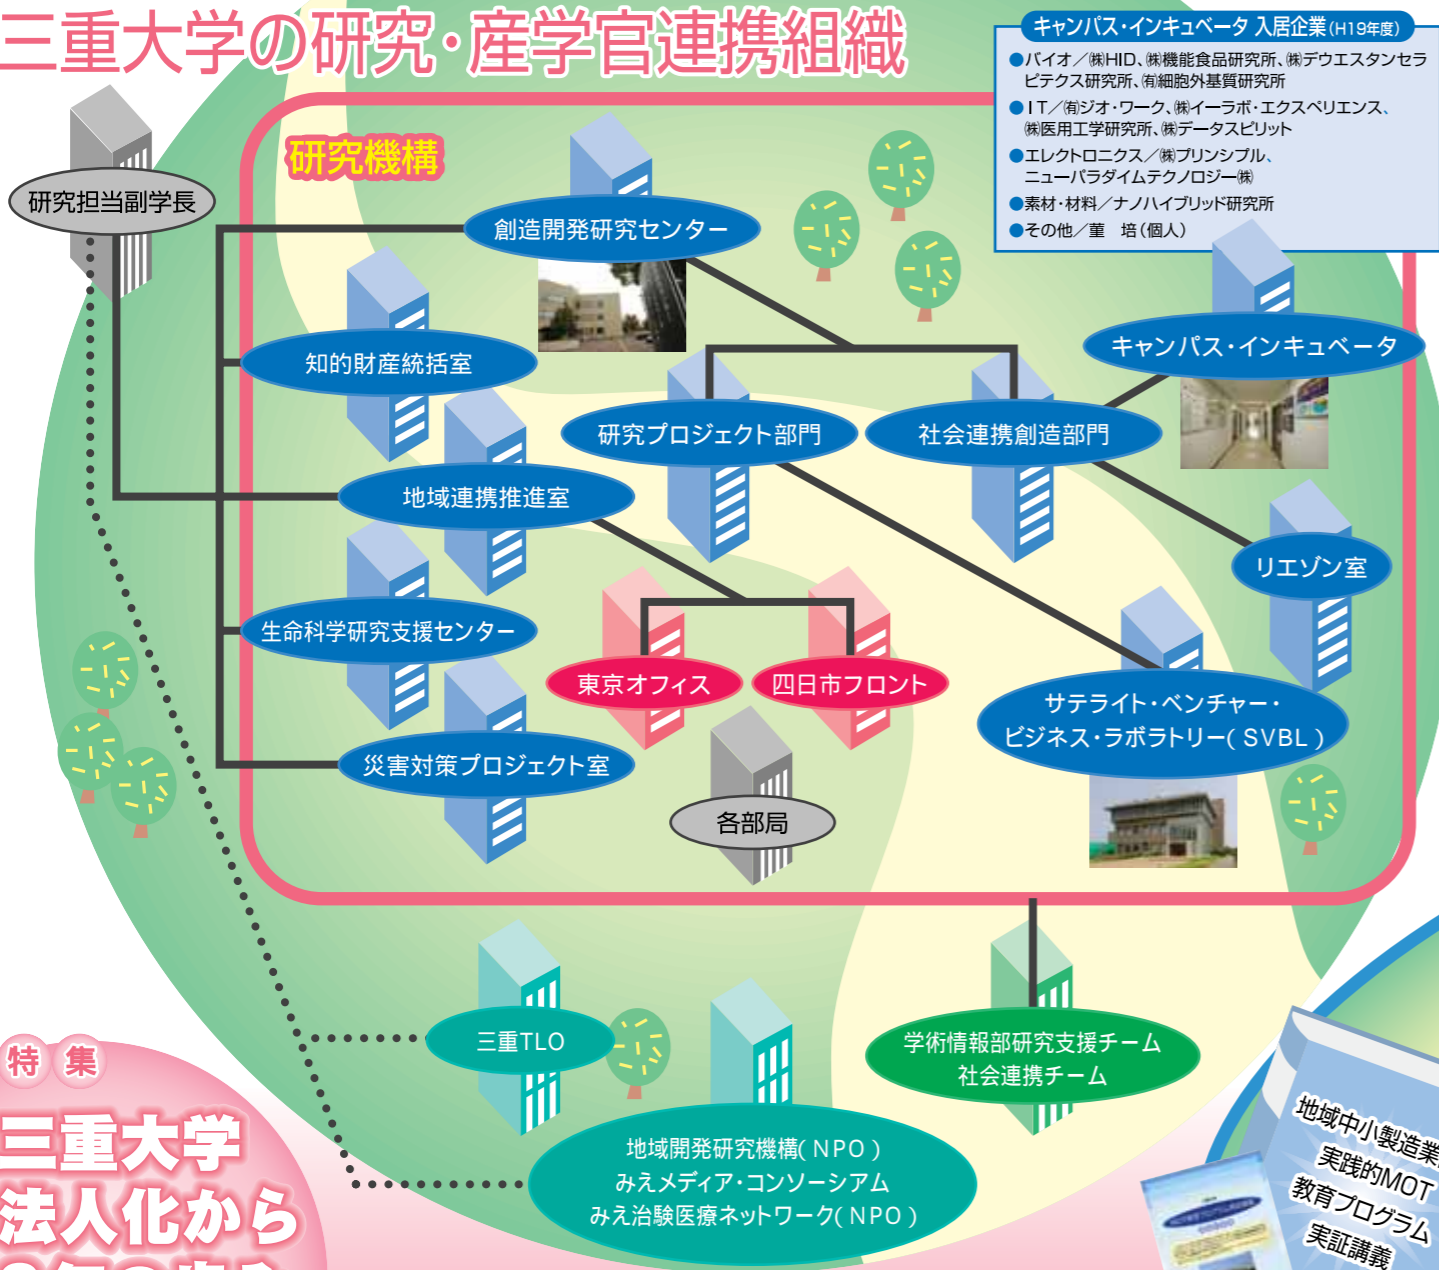 三重大学の研究・産学官連携組織
キャンパス・インキュベータ 入居企業(H19年度)
●バイオ／㈱HID、㈱機能食品研究所、㈱デウエスタンセラ
ピテクス研究所、㈲細胞外基質研究所
●IT／㈲ジオ・ワーク、㈱イーラボ・エクスペリエンス、
㈱医用工学研究所、㈱データスピリット
●エレクトロニクス／㈱プリンシプル、
ニューパラダイムテクノロジー㈱
●素材・材料／ナノハイブリッド研究所
●その他／董　培(個人)
研究機構
研究担当副学長
創造開発研究センター
知的財産統括室
キャンパス・インキュベータ
研究プロジェクト部門
社会連携創造部門
地域連携推進室
リエゾン室
生命科学研究支援センター
東京オフィス
四日市フロント
サテライト・ベンチャー・
ビジネス・ラボラトリー(SVBL)
災害対策プロジェクト室
各部局
三重TLO
学術情報部研究支援チーム
社会連携チーム
地域開発研究機構(NPO)
みえメディア・コンソーシアム
みえ治験医療ネットワーク(NPO)
特集
三重大学
法人化から
地域中小製造業
実践的MOT
教育プログラム
実証講義